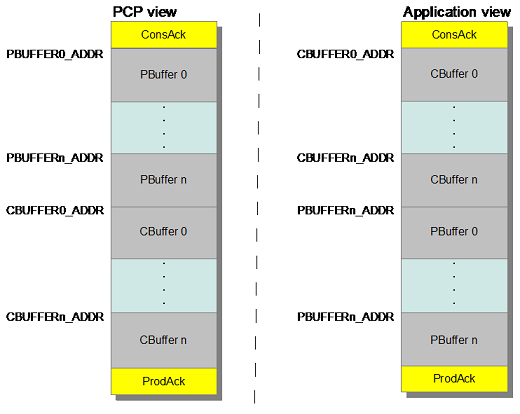 PCP view
ConsAck
PBUFFER0_ADDR
PBuffer 0
PBUFFERn_ADDR
PBuffer n
CBUFFER0_ADDR
CBuffer 0
CBUFFERn_ADDR
CBuffer n
ProdAck
Application view
ConsAck
CBUFFER0_ADDR
CBuffer 0
CBUFFERn_ADDR
CBuffer n
PBUFFERn_ADDR
PBuffer 0
PBUFFERn_ADDR
PBuffer n
ProdAck